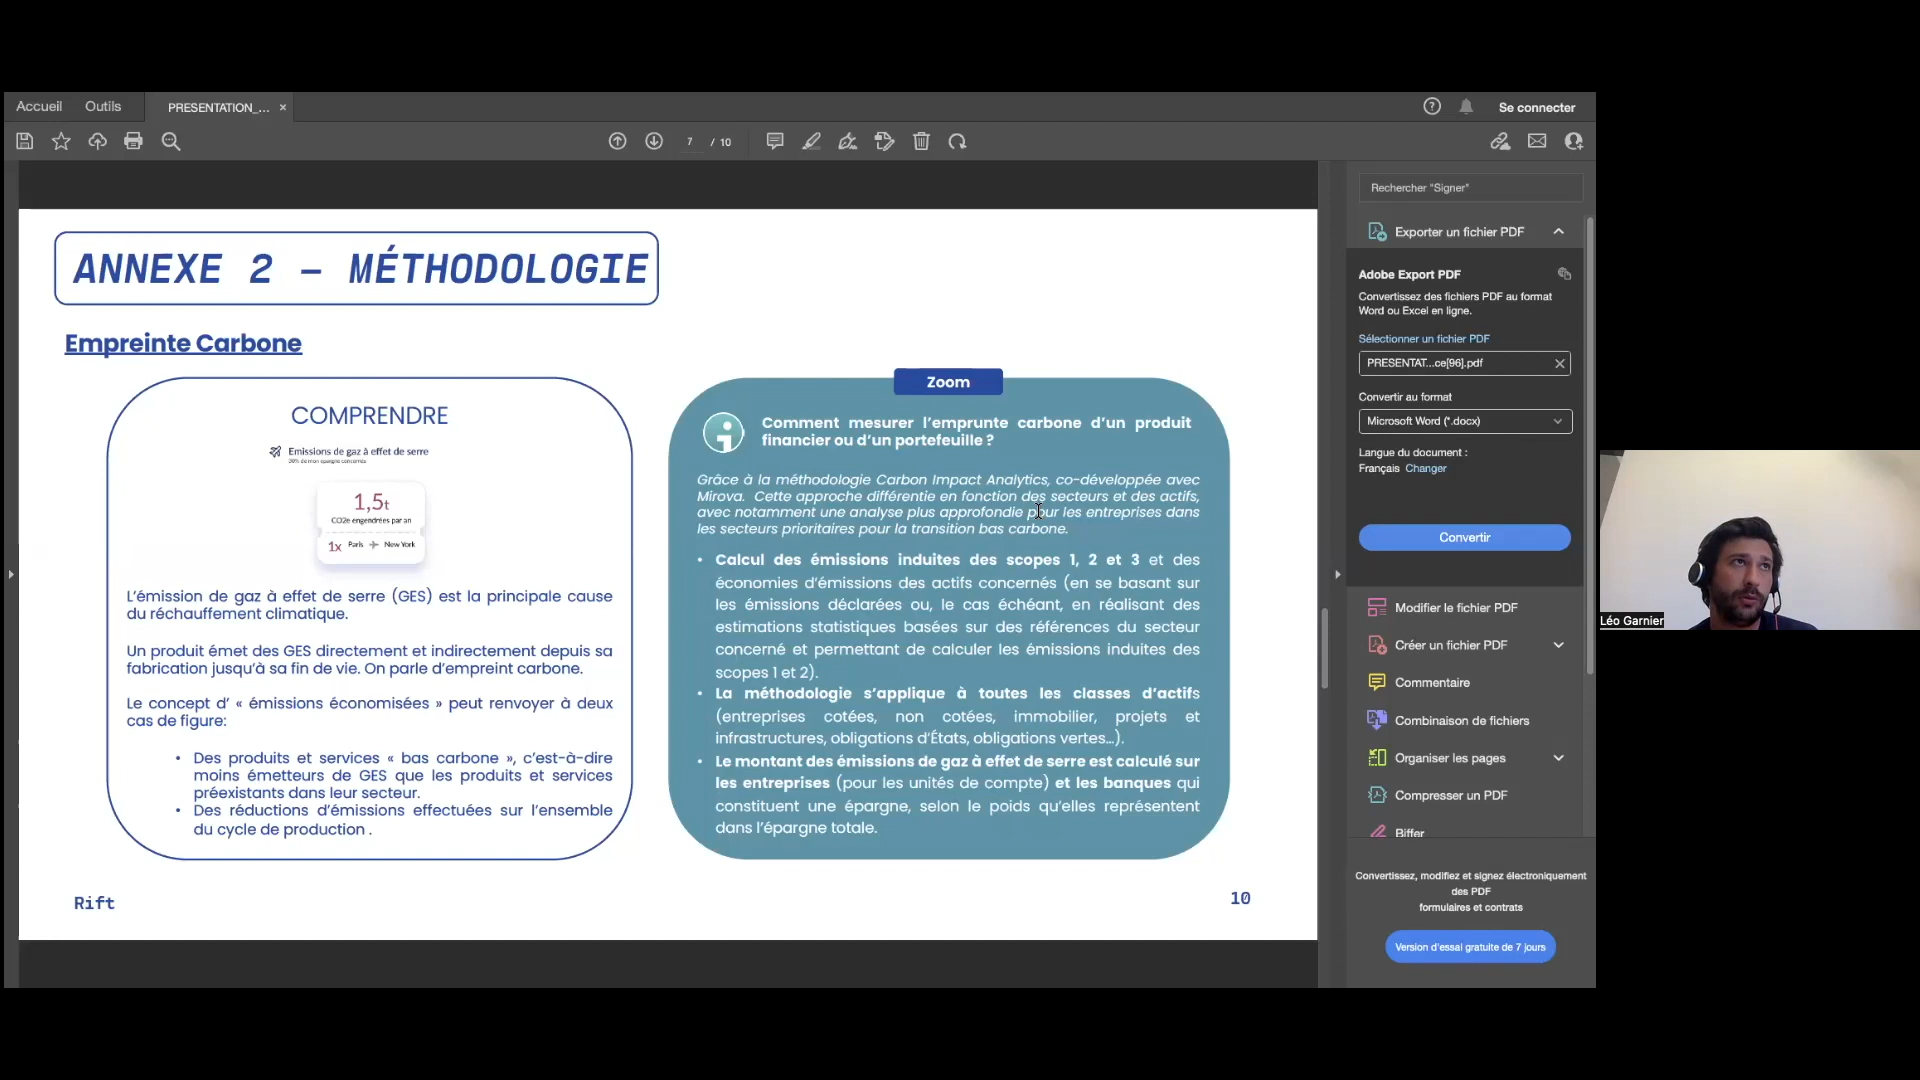 Accueil
Outils
PRESENTATION_... ×
Se connecter
7 / 10
ANNEXE 2 – MÉTHODOLOGIE
Empreinte Carbone
COMPRENDRE
Emissions de gaz à effet de serre
1,5t
CO2e engendrées par an
1x Paris New York
L'émission de gaz à effet de serre (GES) est la principale cause
du réchauffement climatique.
Un produit émet des GES directement et indirectement depuis sa
fabrication jusqu'à sa fin de vie. On parle d'empreint carbone.
Le concept d' « émissions économisées » peut renvoyer à deux
cas de figure:
• Des produits et services « bas carbone », c'est-à-dire
moins émetteurs de GES que les produits et services
préexistants dans leur secteur.
• Des réductions d'émissions effectuées sur l'ensemble
du cycle de production .
Zoom
Comment mesurer l'emprunte carbone d'un produit
financier ou d'un portefeuille ?
Grâce à la méthodologie Carbon Impact Analytics, co-développée avec
Mirova. Cette approche différentie en fonction des secteurs et des actifs,
avec notamment une analyse plus approfondie pour les entreprises dans
les secteurs prioritaires pour la transition bas carbone.
• Calcul des émissions induites des scopes 1, 2 et 3 et des
économies d'émissions des actifs concernés (en se basant sur
les émissions déclarées ou, le cas échéant, en réalisant des
estimations statistiques basées sur des références du secteur
concerné et permettant de calculer les émissions induites des
scopes 1 et 2).
• La méthodologie s'applique à toutes les classes d'actifs
(entreprises cotées, non cotées, immobilier, projets et
infrastructures, obligations d'États, obligations vertes…).
• Le montant des émissions de gaz à effet de serre est calculé sur
les entreprises (pour les unités de compte) et les banques qui
constituent une épargne, selon le poids qu'elles représentent
dans l'épargne totale.
Rift
10
Rechercher "Signer"
Exporter un fichier PDF
Adobe Export PDF
Convertissez des fichiers PDF au format
Word ou Excel en ligne.
Sélectionner un fichier PDF
PRESENTAT...ce[96].pdf
Convertir au format
Microsoft Word (*.docx)
Langue du document :
Français Changer
Convertir
Modifier le fichier PDF
Créer un fichier PDF
Commentaire
Combinaison de fichiers
Organiser les pages
Compresser un PDF
Biffer
Convertissez, modifiez et signez électroniquement
des PDF
formulaires et contrats
Version d'essai gratuite de 7 jours
Léo Garnier